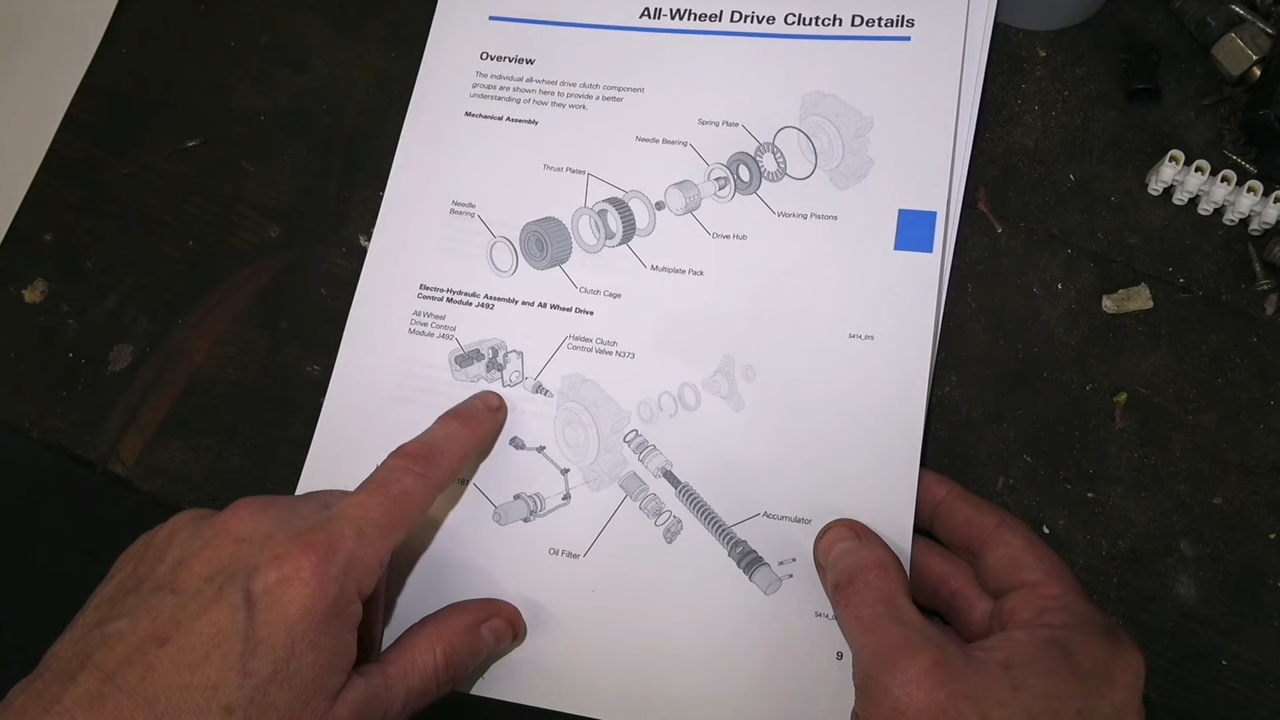 All-Wheel Drive Clutch Details
Overview
The individual all-wheel drive clutch component
groups are shown here to provide a better
understanding of how they work.
Mechanical Assembly
Spring Plate
Needle Bearing
Thrust Plates
Needle
Bearing
Working Pistons
Drive Hub
Multiplate Pack
Clutch Cage
S414_015
Electro-Hydraulic Assembly and All Wheel Drive
Control Module J492
All Wheel
Drive Control
Module J492
Haldex Clutch
Control Valve N373
181
Accumulator
Oil Filter
S414_0
9